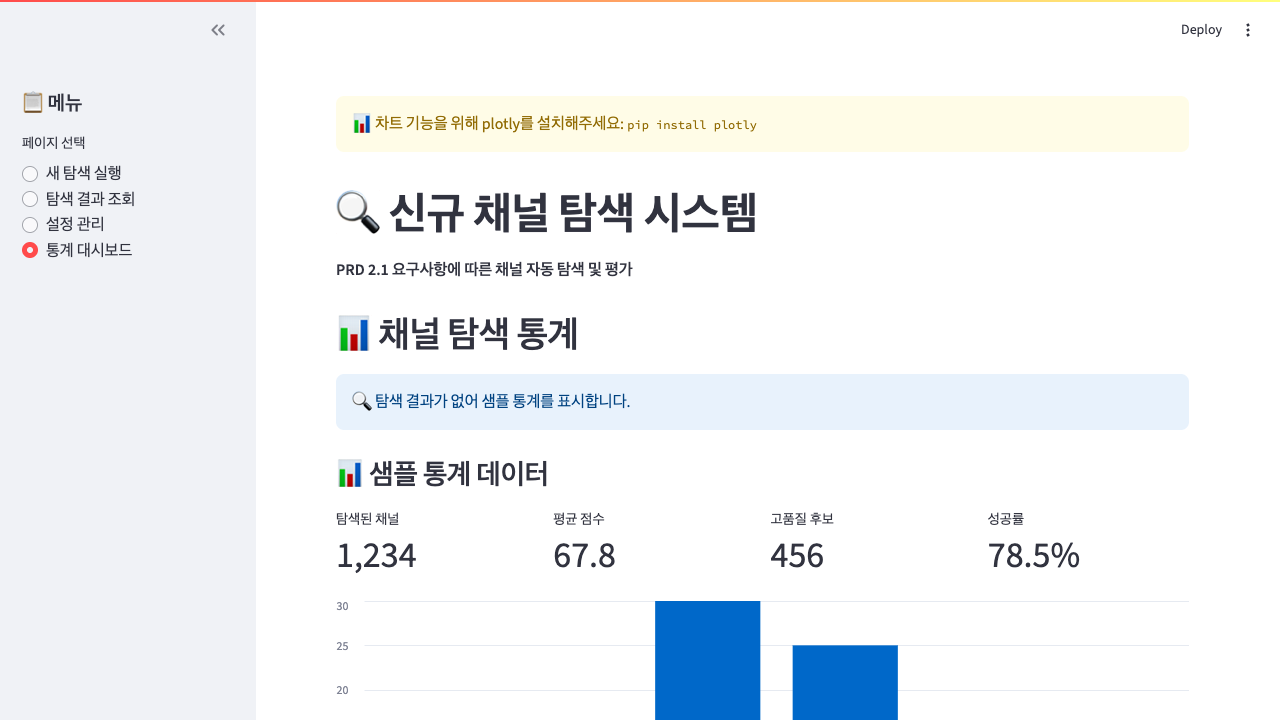 Deploy
📋 메뉴
페이지 선택
새 탐색 실행
탐색 결과 조회
설정 관리
통계 대시보드
📊 차트 기능을 위해 plotly를 설치해주세요: pip install plotly
🔍 신규 채널 탐색 시스템
PRD 2.1 요구사항에 따른 채널 자동 탐색 및 평가
📊 채널 탐색 통계
🔍 탐색 결과가 없어 샘플 통계를 표시합니다.
📊 샘플 통계 데이터
탐색된 채널
1,234
평균 점수
67.8
고품질 후보
456
성공률
78.5%
30
25
20